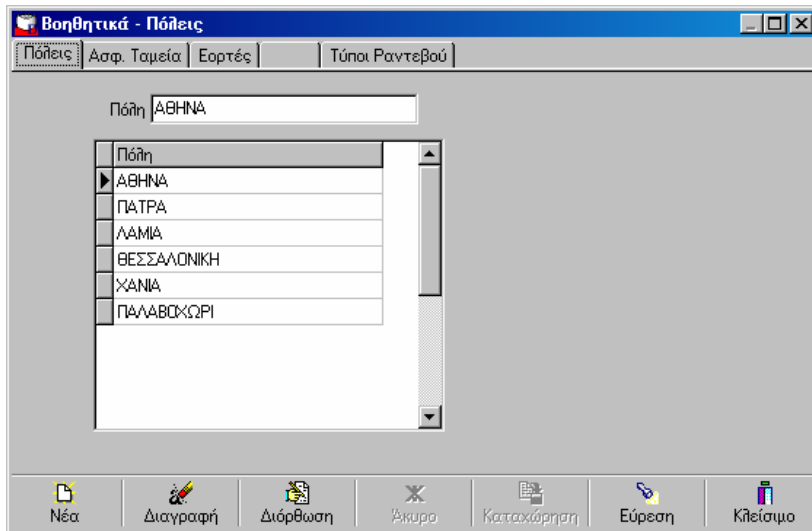 Βοηθητικά - Πόλεις
Πόλεις Ασφ. Ταμεία Εορτές Τύποι Ραντεβού
Πόλη ΑΘΗΝΑ
Πόλη
ΑΘΗΝΑ
ΠΑΤΡΑ
ΛΑΜΙΑ
ΘΕΣΣΑΛΟΝΙΚΗ
ΧΑΝΙΑ
ΠΑΛΑΒΟΧΩΡΙ
Νέα Διαγραφή Διόρθωση Άκυρο Καταχώρηση Εύρεση Κλείσιμο